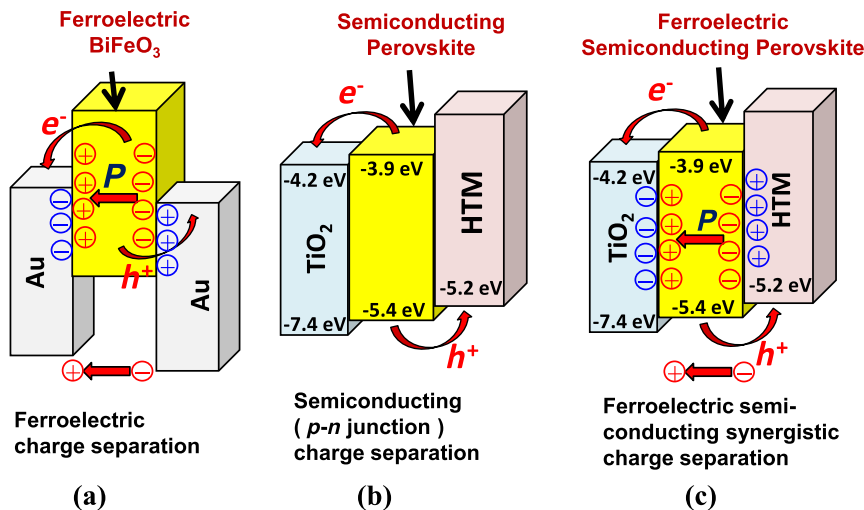 Ferroelectric
BiFeO₃
e⁻
+ −
+ −
P
− + −
− + − +
− + − +
h⁺ +
Au
Au
+ −
Ferroelectric
charge separation
(a)
Semiconducting
Perovskite
e⁻
-4.2 eV
-3.9 eV
TiO₂
HTM
-5.2 eV
-5.4 eV
-7.4 eV
h⁺
Semiconducting
( p-n junction )
charge separation
(b)
Ferroelectric
Semiconducting Perovskite
e⁻
-4.2 eV
-3.9 eV
− + − +
− + − +
P
− + − +
− + − +
TiO₂
HTM
-5.2 eV
-5.4 eV
-7.4 eV
h⁺
+ −
Ferroelectric semi-
conducting synergistic
charge separation
(c)